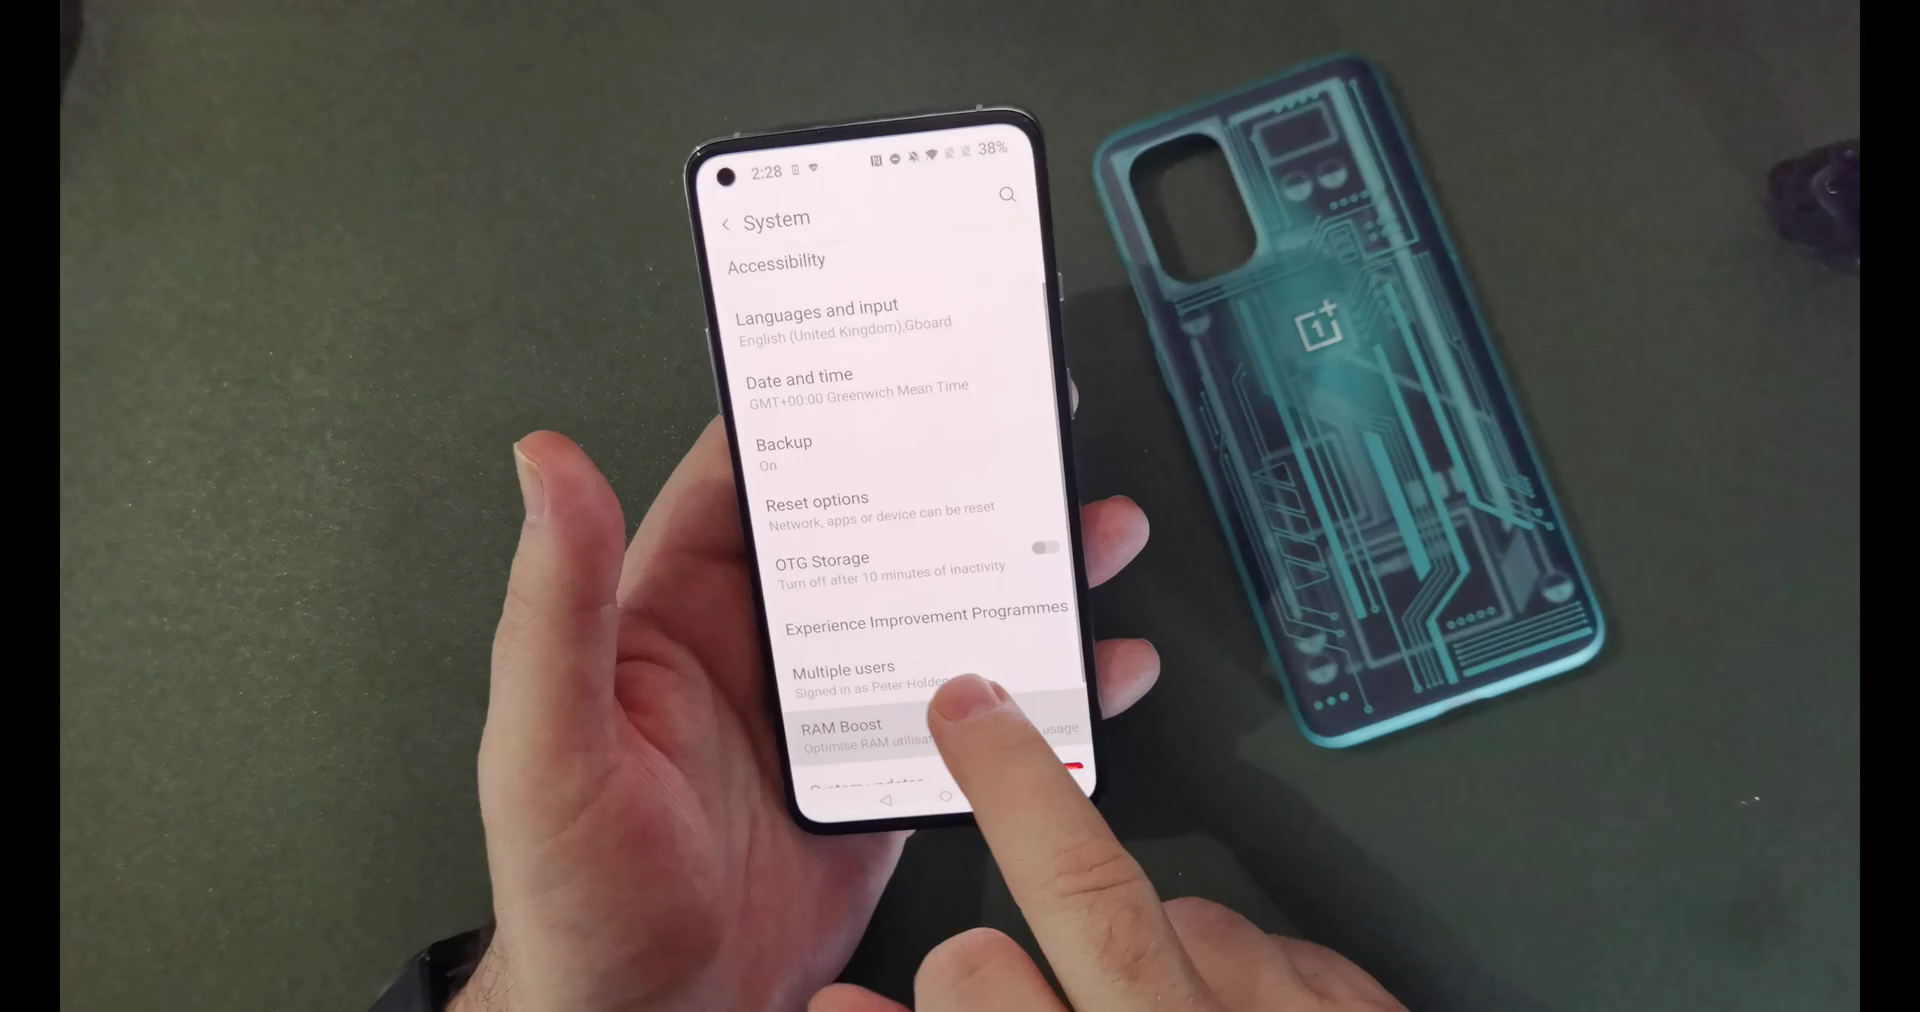 2:28 38%
System
Accessibility
Languages and input
English (United Kingdom),Gboard
Date and time
GMT+00:00 Greenwich Mean Time
Backup
On
Reset options
Network, apps or device can be reset
OTG Storage
Turn off after 10 minutes of inactivity
Experience Improvement Programmes
Multiple users
Signed in as Peter Holden
RAM Boost
Optimise RAM usage
1+